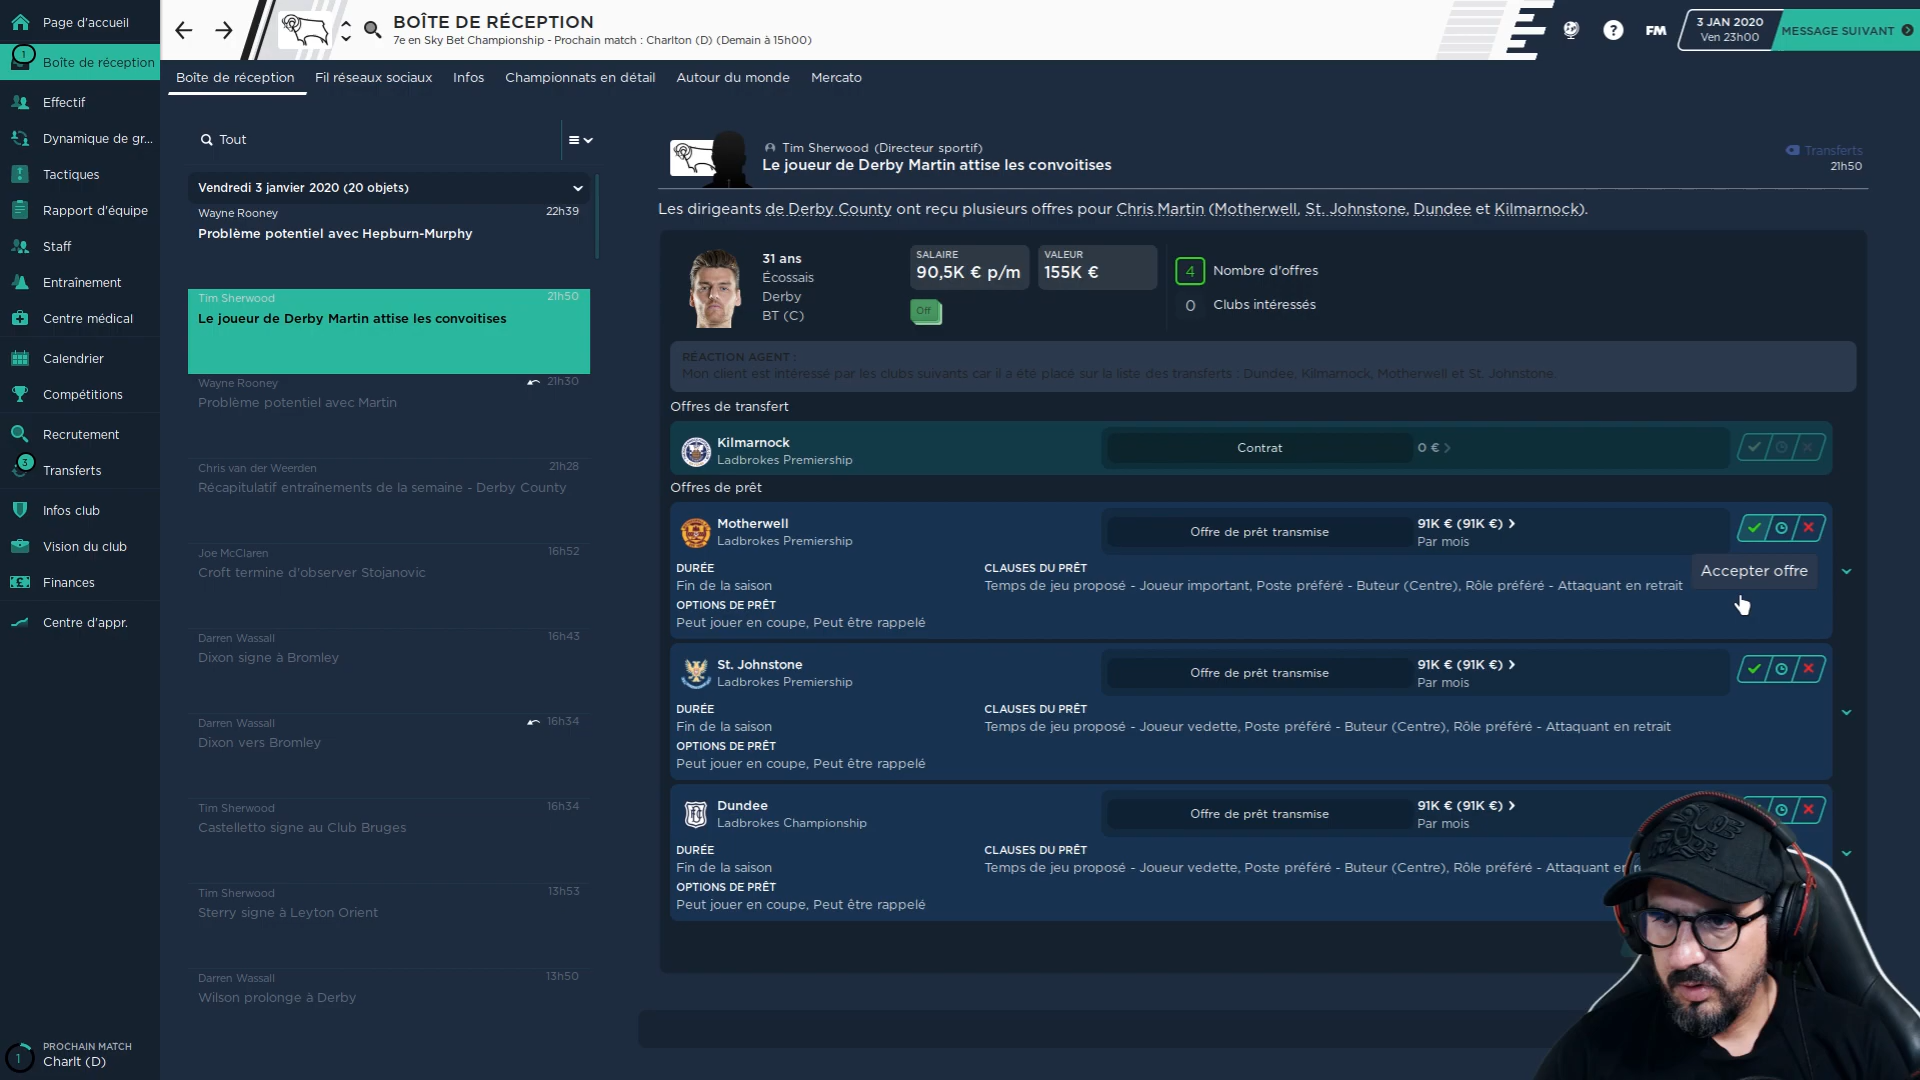 Page d'accueil
1
Boîte de réception
Effectif
Dynamique de gr...
Tactiques
Rapport d'équipe
Staff
Entraînement
Centre médical
Calendrier
Compétitions
Recrutement
3
Transferts
Infos club
Vision du club
Finances
Centre d'appr.
1
PROCHAIN MATCH
Charlt (D)
BOÎTE DE RÉCEPTION
7e en Sky Bet Championship - Prochain match : Charlton (D) (Demain à 15h00)
?
FM
3 JAN 2020
Ven 23h00
MESSAGE SUIVANT
Boîte de réception
Fil réseaux sociaux
Infos
Championnats en détail
Autour du monde
Mercato
Tout
Vendredi 3 janvier 2020 (20 objets)
Wayne Rooney
22h39
Problème potentiel avec Hepburn-Murphy
Tim Sherwood
21h50
Le joueur de Derby Martin attise les convoitises
Wayne Rooney
21h30
Problème potentiel avec Martin
Chris van der Weerden
21h28
Récapitulatif entraînements de la semaine - Derby County
Joe McClaren
16h52
Croft termine d'observer Stojanovic
Darren Wassall
16h43
Dixon signe à Bromley
Darren Wassall
16h34
Dixon vers Bromley
Tim Sherwood
16h34
Castelletto signe au Club Bruges
Tim Sherwood
13h53
Sterry signe à Leyton Orient
Darren Wassall
13h50
Wilson prolonge à Derby
Tim Sherwood (Directeur sportif)
Le joueur de Derby Martin attise les convoitises
Transferts
21h50
Les dirigeants de Derby County ont reçu plusieurs offres pour Chris Martin (Motherwell, St. Johnstone, Dundee et Kilmarnock).
31 ans
Écossais
Derby
BT (C)
SALAIRE
90,5K € p/m
VALEUR
155K €
Off
4 Nombre d'offres
0 Clubs intéressés
RÉACTION AGENT :
Mon client est intéressé par les clubs suivants car il a été placé sur la liste des transferts : Dundee, Kilmarnock, Motherwell et St. Johnstone.
Offres de transfert
Kilmarnock
Ladbrokes Premiership
Contrat
0 €
Offres de prêt
Motherwell
Ladbrokes Premiership
Offre de prêt transmise
91K € (91K €)
Par mois
DURÉE
Fin de la saison
CLAUSES DU PRÊT
Temps de jeu proposé - Joueur important, Poste préféré - Buteur (Centre), Rôle préféré - Attaquant en retrait
OPTIONS DE PRÊT
Peut jouer en coupe, Peut être rappelé
Accepter offre
St. Johnstone
Ladbrokes Premiership
Offre de prêt transmise
91K € (91K €)
Par mois
DURÉE
Fin de la saison
CLAUSES DU PRÊT
Temps de jeu proposé - Joueur vedette, Poste préféré - Buteur (Centre), Rôle préféré - Attaquant en retrait
OPTIONS DE PRÊT
Peut jouer en coupe, Peut être rappelé
Dundee
Ladbrokes Championship
Offre de prêt transmise
91K € (91K €)
Par mois
DURÉE
Fin de la saison
CLAUSES DU PRÊT
Temps de jeu proposé - Joueur vedette, Poste préféré - Buteur (Centre), Rôle préféré - Attaquant en
OPTIONS DE PRÊT
Peut jouer en coupe, Peut être rappelé